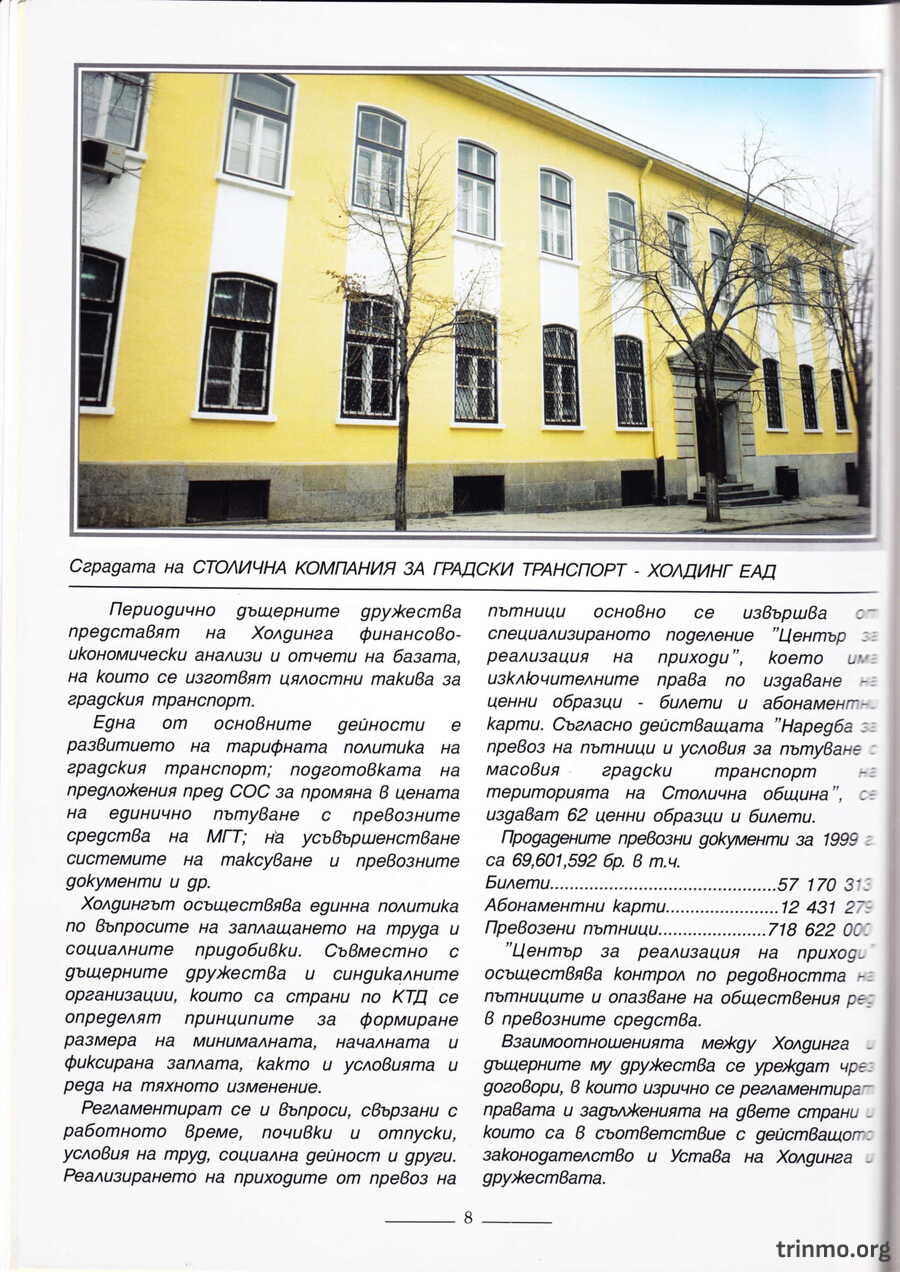 Сградата на СТОЛИЧНА КОМПАНИЯ ЗА ГРАДСКИ ТРАНСПОРТ - ХОЛДИНГ ЕАД
Периодично дъщерните дружества
представят на Холдинга финансово-
икономически анализи и отчети на базата,
на които се изготвят цялостни такива за
градския транспорт.
Една от основните дейности е
развитието на тарифната политика на
градския транспорт; подготовката на
предложения пред СОС за промяна в цената
на единично пътуване с превозните
средства на МГТ; на усъвършенстване
системите на таксуване и превозните
документи и др.
Холдингът осъществява единна политика
по въпросите на заплащането на труда и
социалните придобивки. Съвместно с
дъщерните дружества и синдикалните
организации, които са страни по КТД се
определят принципите за формиране
размера на минималната, началната и
фиксирана заплата, както и условията и
реда на тяхното изменение.
Регламентират се и въпроси, свързани с
работното време, почивки и отпуски,
условия на труд, социална дейност и други.
Реализирането на приходите от превоз на
пътници основно се извършва от
специализираното поделение "Център за
реализация на приходи", което има
изключителните права по издаване на
ценни образци - билети и абонаментни
карти. Съгласно действащата "Наредба за
превоз на пътници и условия за пътуване с
масовия градски транспорт на
територията на Столична община", се
издават 62 ценни образци и билети.
Продадените превозни документи за 1999 г.
са 69,601,592 бр. в т.ч.
Билети............................................57 170 313
Абонаментни карти......................12 431 279
Превозени пътници.....................718 622 000
"Център за реализация на приходи"
осъществява контрол по редовността на
пътниците и опазване на обществения ред
в превозните средства.
Взаимоотношенията между Холдинга и
дъщерните му дружества се уреждат чрез
договори, в които изрично се регламентират
правата и задълженията на двете страни и
които са в съответствие с действащото
законодателство и Устава на Холдинга и
дружествата.
8
trinmo.org